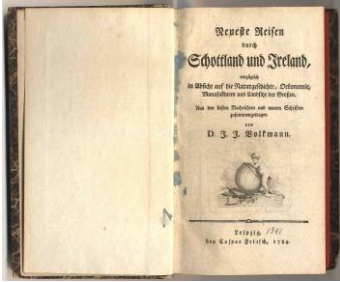 Neueste Reisen
durch
Schottland und Ireland,
vorzüglich
in Absicht auf die Naturgeschichte, Oekonomie,
Manufakturen und Landsitze der Großen.
Aus den besten Nachrichten und neuern Schriften
zusammengetragen
von
D. J. J. Volkmann.
Leipzig,
bey Caspar Fritsch, 1784.